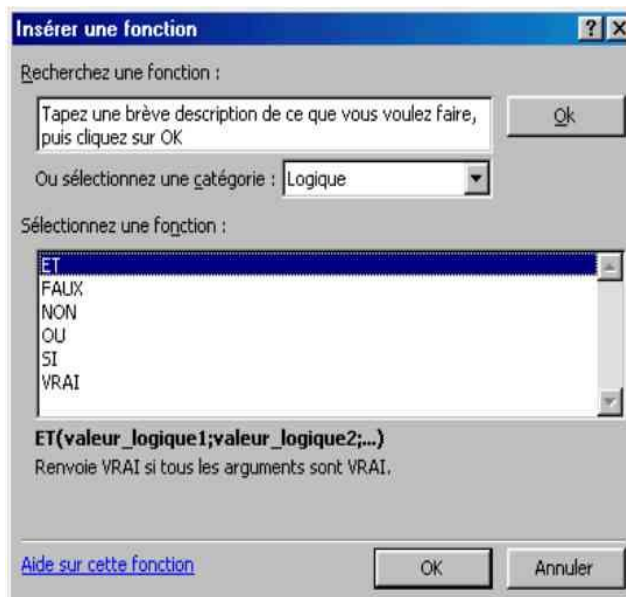 Insérer une fonction
Recherchez une fonction :
Tapez une brève description de ce que vous voulez faire,
puis cliquez sur OK
Ok
Ou sélectionnez une catégorie : Logique
Sélectionnez une fonction :
ET
FAUX
NON
OU
SI
VRAI
ET(valeur_logique1;valeur_logique2;...)
Renvoie VRAI si tous les arguments sont VRAI.
Aide sur cette fonction
OK
Annuler